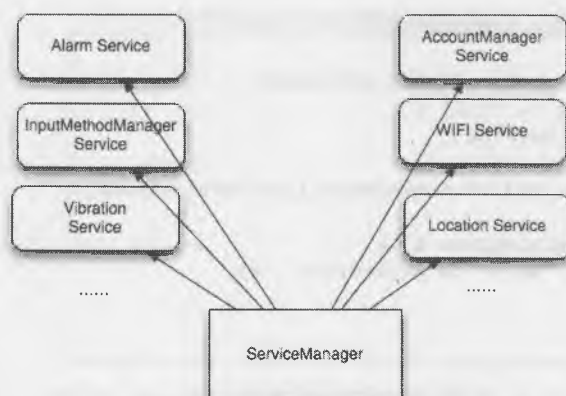 Alarm Service
AccountManager
Service
InputMethodManager
Service
WIFI Service
Vibration
Service
Location Service
......
......
ServiceManager